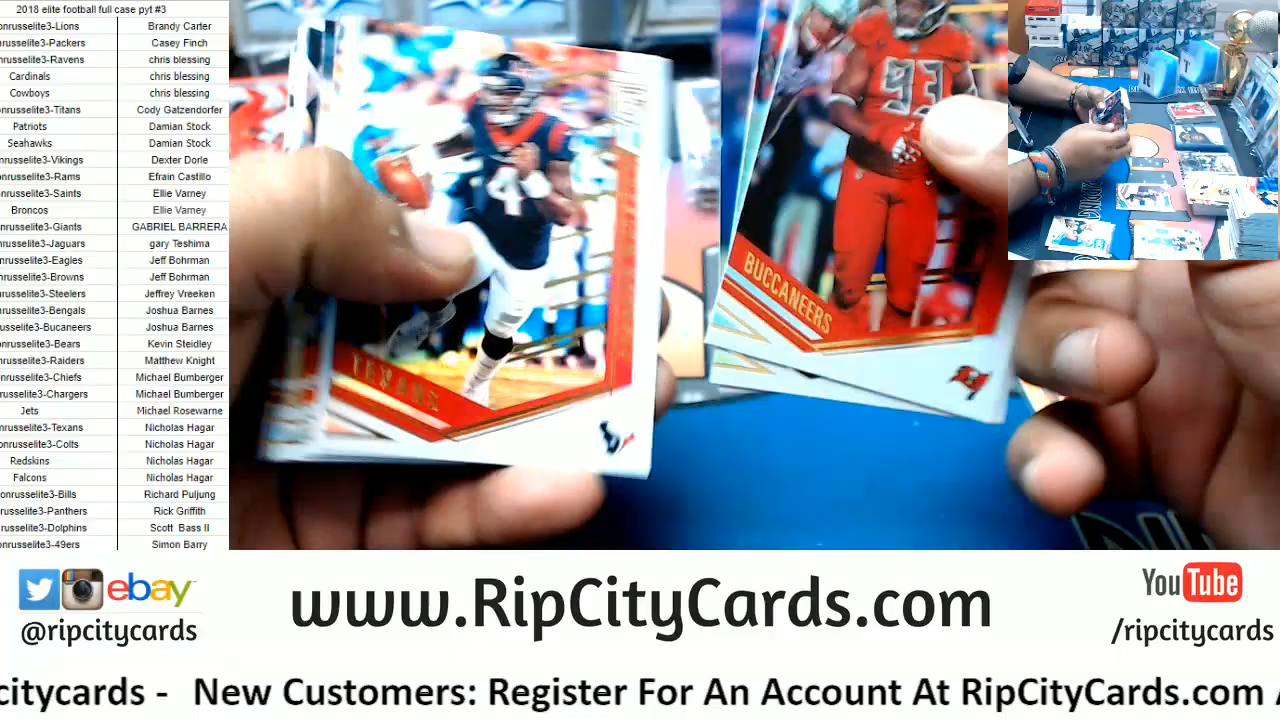 2018 elite football full case pyt #3
onrusselite3-Lions Brandy Carter
nrusselite3-Packers Casey Finch
nrusselite3-Ravens chris blessing
Cardinals chris blessing
Cowboys chris blessing
onrusselite3-Titans Cody Gatzendorfer
Patriots Damian Stock
Seahawks Damian Stock
nrusselite3-Vikings Dexter Dorle
onrusselite3-Rams Efrain Castillo
nrusselite3-Saints Ellie Varney
Broncos Ellie Varney
onrusselite3-Giants GABRIEL BARRERA
nrusselite3-Jaguars gary Teshima
nrusselite3-Eagles Jeff Bohrman
nrusselite3-Browns Jeff Bohrman
nrusselite3-Steelers Jeffrey Vreeken
nrusselite3-Bengals Joshua Barnes
usselite3-Bucaneers Joshua Barnes
onrusselite3-Bears Kevin Steidley
nrusselite3-Raiders Matthew Knight
nrusselite3-Chiefs Michael Bumberger
russelite3-Chargers Michael Bumberger
Jets Michael Rosewarne
nrusselite3-Texans Nicholas Hagar
onrusselite3-Colts Nicholas Hagar
Redskins Nicholas Hagar
Falcons Nicholas Hagar
onrusselite3-Bills Richard Puljung
russelite3-Panthers Rick Griffith
russelite3-Dolphins Scott Bass II
onrusselite3-49ers Simon Barry
4
TEXANS
93
BUCCANEERS
ebay
@ripcitycards
www.RipCityCards.com
YouTube
/ripcitycards
citycards - New Customers: Register For An Account At RipCityCards.com